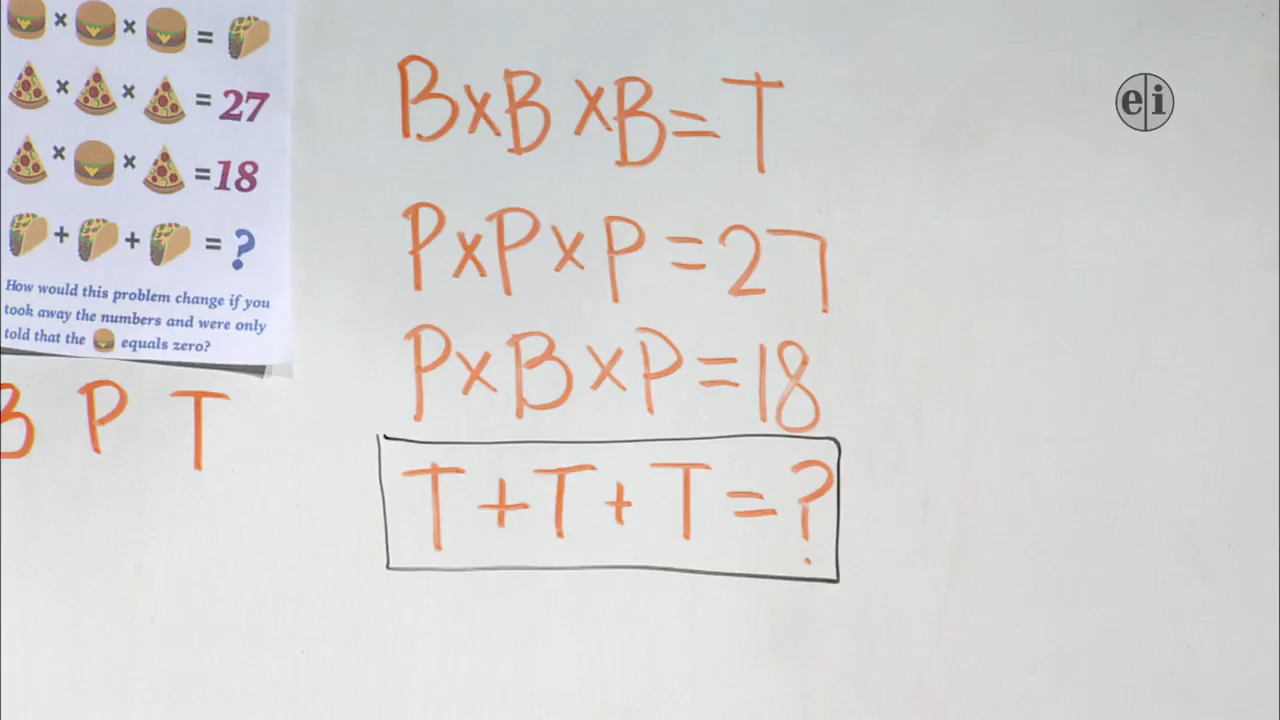 × × =
× × = 27
× × = 18
+ + = ?
How would this problem change if you
took away the numbers and were only
told that the equals zero?
B P T
B×B×B=T
P×P×P=27
P×B×P=18
T+T+T=?
e|i